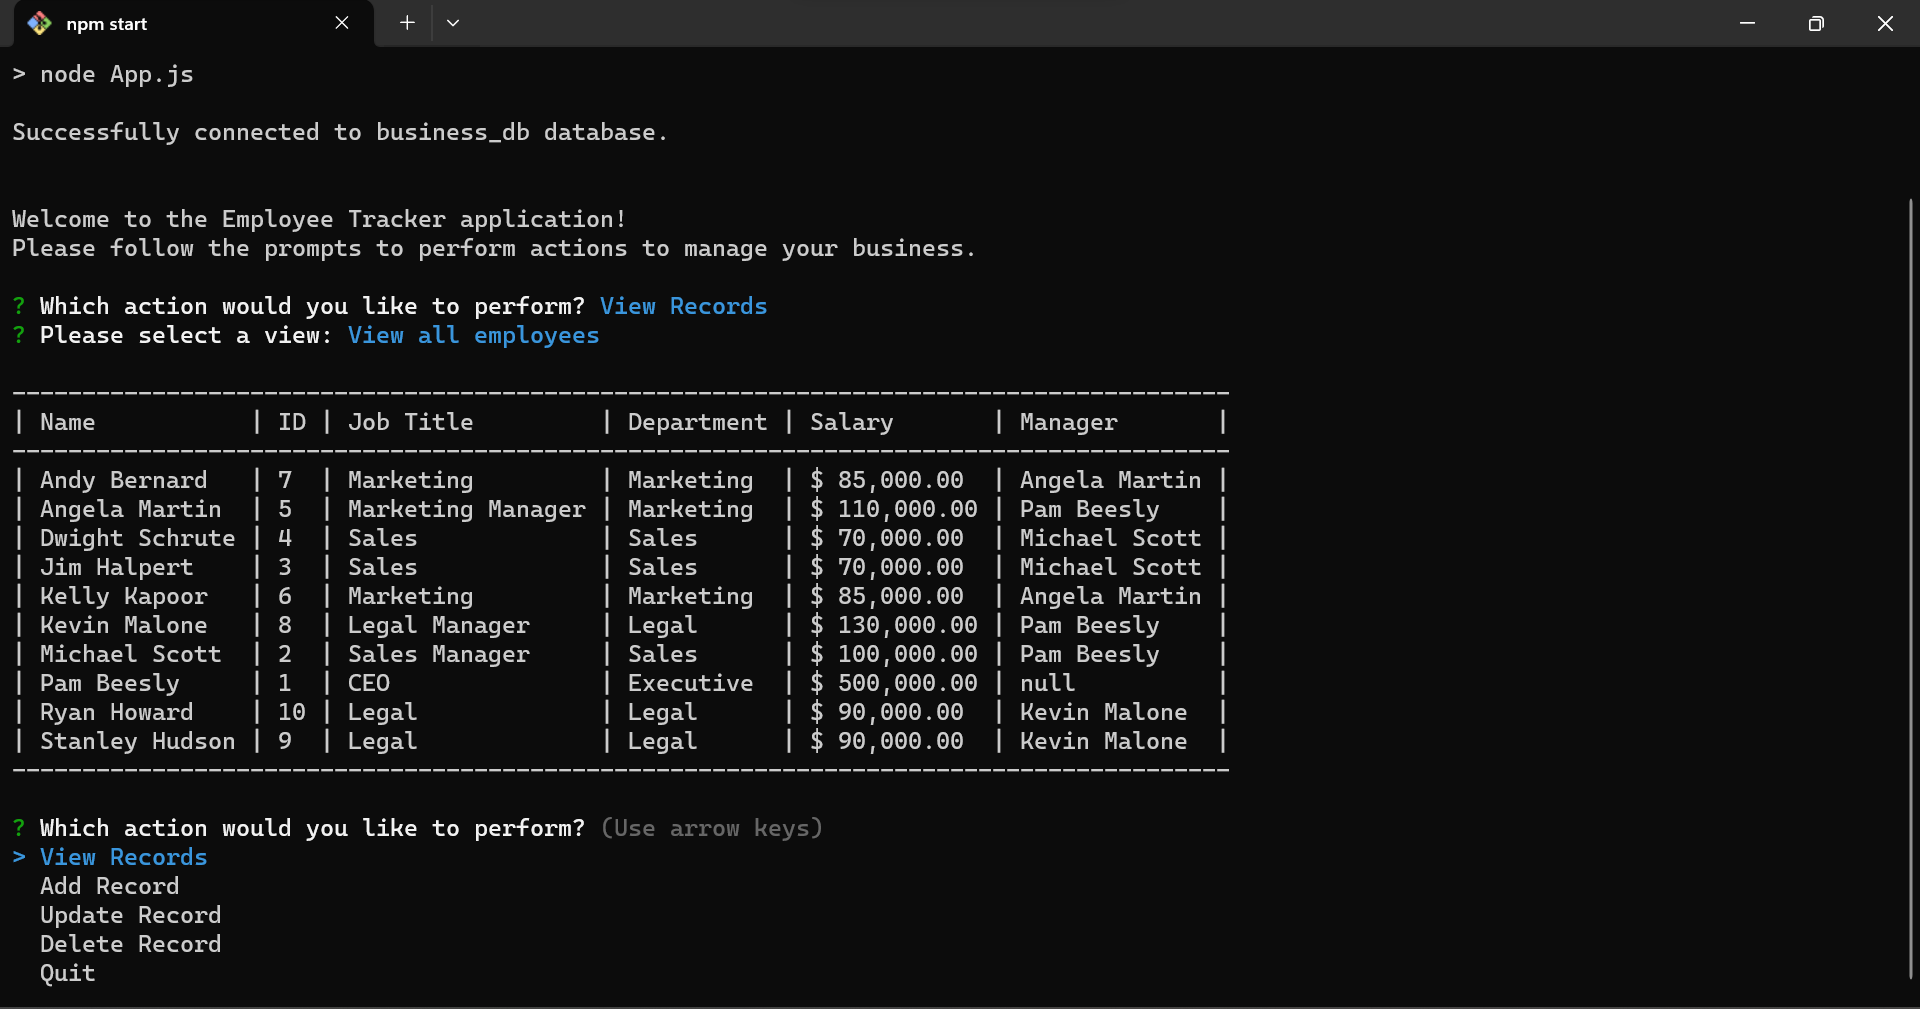 npm start
> node App.js
Successfully connected to business_db database.
Welcome to the Employee Tracker application!
Please follow the prompts to perform actions to manage your business.
? Which action would you like to perform? View Records
? Please select a view: View all employees
| Name | ID | Job Title | Department | Salary | Manager |
| Andy Bernard | 7 | Marketing | Marketing | $ 85,000.00 | Angela Martin |
| Angela Martin | 5 | Marketing Manager | Marketing | $ 110,000.00 | Pam Beesly |
| Dwight Schrute | 4 | Sales | Sales | $ 70,000.00 | Michael Scott |
| Jim Halpert | 3 | Sales | Sales | $ 70,000.00 | Michael Scott |
| Kelly Kapoor | 6 | Marketing | Marketing | $ 85,000.00 | Angela Martin |
| Kevin Malone | 8 | Legal Manager | Legal | $ 130,000.00 | Pam Beesly |
| Michael Scott | 2 | Sales Manager | Sales | $ 100,000.00 | Pam Beesly |
| Pam Beesly | 1 | CEO | Executive | $ 500,000.00 | null |
| Ryan Howard | 10 | Legal | Legal | $ 90,000.00 | Kevin Malone |
| Stanley Hudson | 9 | Legal | Legal | $ 90,000.00 | Kevin Malone |
? Which action would you like to perform? (Use arrow keys)
> View Records
Add Record
Update Record
Delete Record
Quit